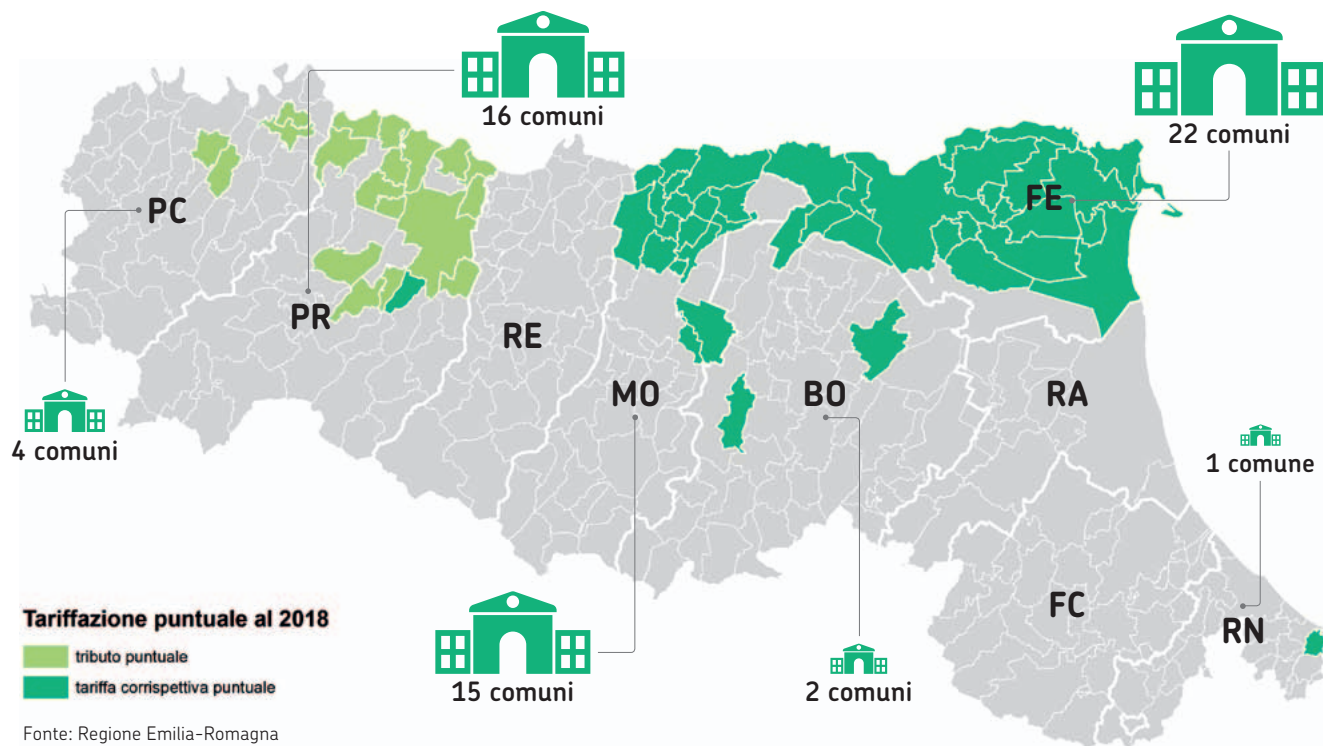 16 comuni
22 comuni
PC
FE
PR
RE
MO
BO
RA
4 comuni
1 comune
FC
RN
Tariffazione puntuale al 2018
tributo puntuale
tariffa corrispettiva puntuale
15 comuni
2 comuni
Fonte: Regione Emilia-Romagna